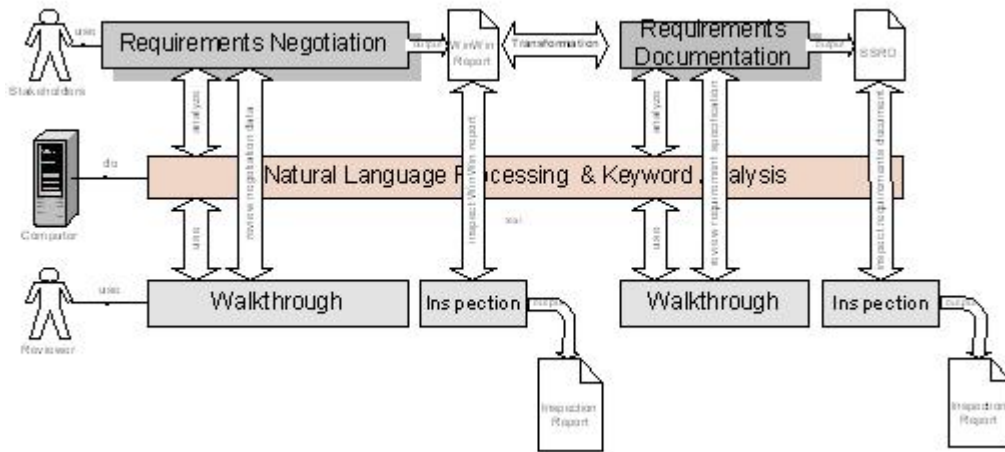 uses
Requirements Negotiation
output
WinWin
Report
Transformation
Requirements
Documentation
output
SSRD
Stakeholders
analyze
review negotiation data
inspect WinWin report
analyze
review requirement specification
inspect requirements document
do
Natural Language Processing & Keyword Analysis
Computer
use
use
uses
Walkthrough
Inspection
output
Walkthrough
Inspection
output
Reviewer
Inspection
Report
Inspection
Report